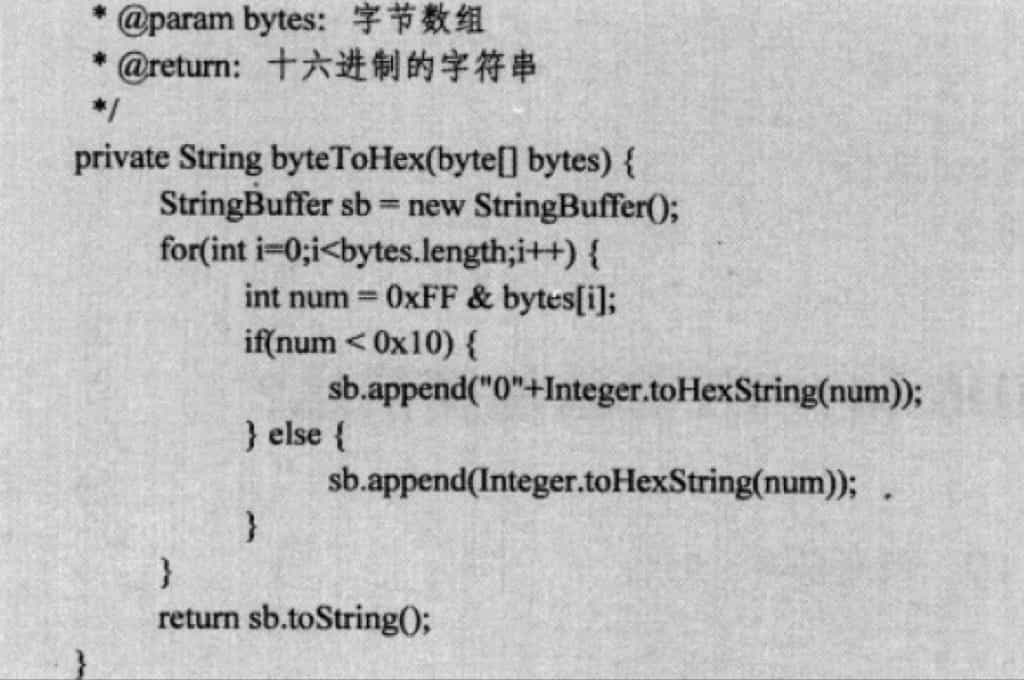 * @param bytes: 字节数组
* @return: 十六进制的字符串
*/
private String byteToHex(byte[] bytes) {
StringBuffer sb = new StringBuffer();
for(int i=0;i<bytes.length;i++) {
int num = 0xFF & bytes[i];
if(num < 0x10) {
sb.append("0"+Integer.toHexString(num));
} else {
sb.append(Integer.toHexString(num));
}
}
return sb.toString();
}